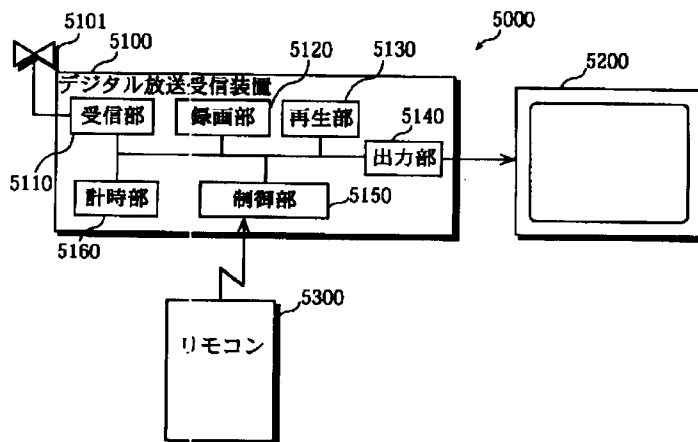 5101
5100
5120
5130
5000
5200
デジタル放送受信装置
受信部
録画部
再生部
5140
出力部
5110
計時部
制御部
5150
5160
5300
リモコン